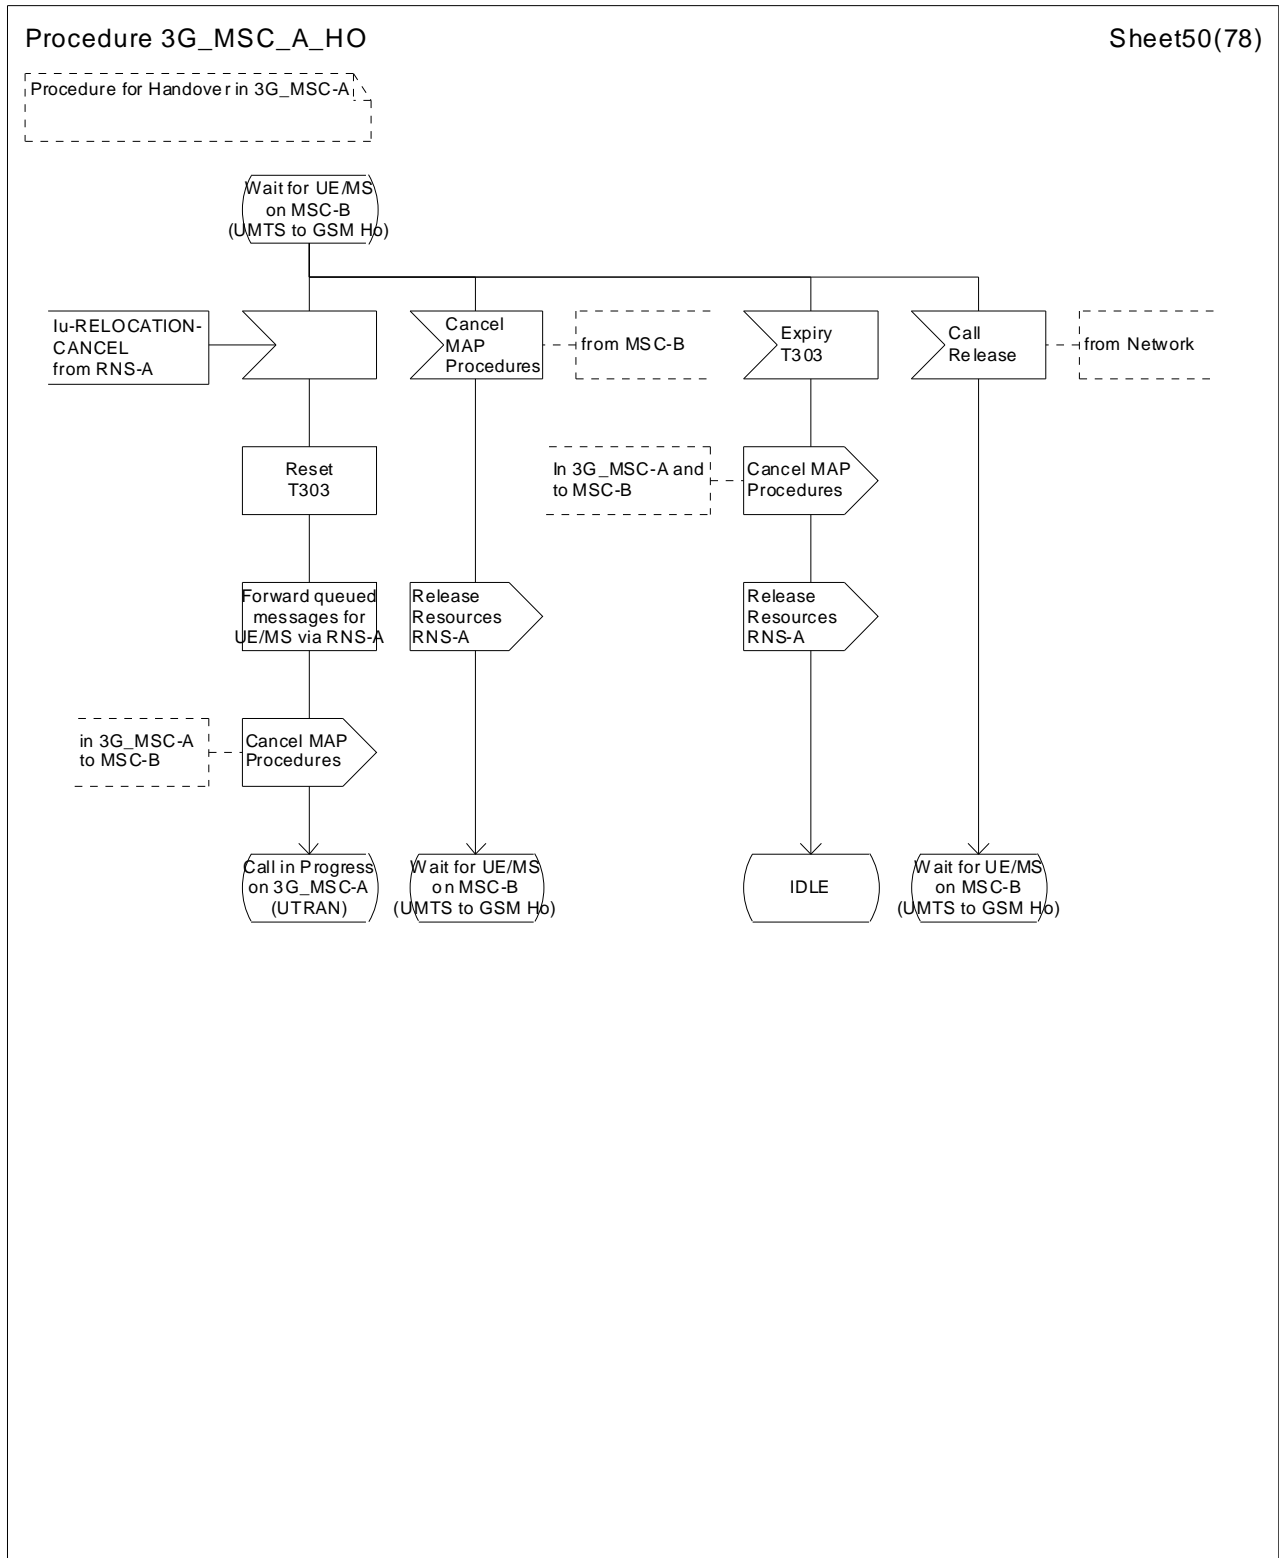 Procedure 3G_MSC_A_HO
Sheet50(78)
Procedure for Handover in 3G_MSC-A
Wait for UE/MS
on MSC-B
(UMTS to GSM Ho)
Iu-RELOCATION-
CANCEL
from RNS-A
Cancel
MAP
Procedures
from MSC-B
Expiry
T303
Call
Release
from Network
Reset
T303
In 3G_MSC-A and
to MSC-B
Cancel MAP
Procedures
Forward queued
messages for
UE/MS via RNS-A
Release
Resources
RNS-A
Release
Resources
RNS-A
in 3G_MSC-A
to MSC-B
Cancel MAP
Procedures
Call in Progress
on 3G_MSC-A
(UTRAN)
Wait for UE/MS
on MSC-B
(UMTS to GSM Ho)
IDLE
Wait for UE/MS
on MSC-B
(UMTS to GSM Ho)